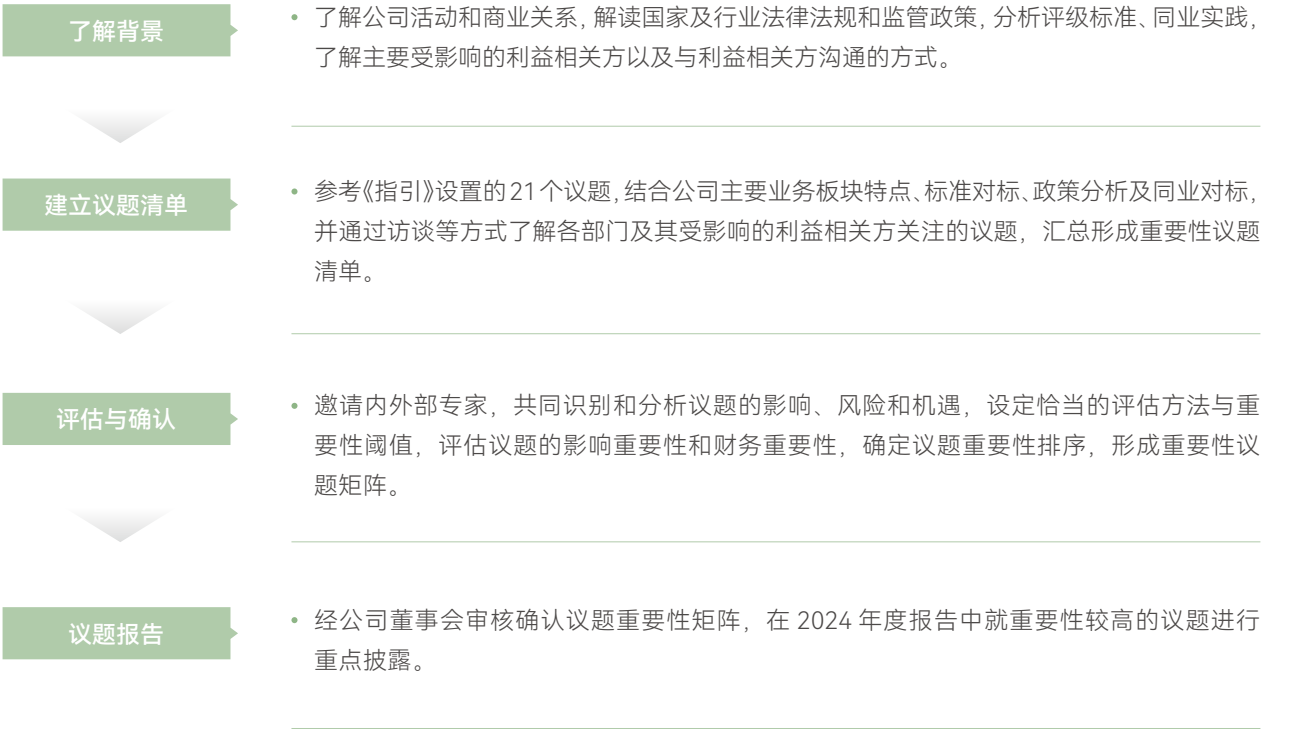 了解背景
• 了解公司活动和商业关系，解读国家及行业法律法规和监管政策，分析评级标准、同业实践，
了解主要受影响的利益相关方以及与利益相关方沟通的方式。
建立议题清单
• 参考《指引》设置的21个议题，结合公司主要业务板块特点、标准对标、政策分析及同业对标，
并通过访谈等方式了解各部门及其受影响的利益相关方关注的议题，汇总形成重要性议题
清单。
评估与确认
• 邀请内外部专家，共同识别和分析议题的影响、风险和机遇，设定恰当的评估方法与重
要性阈值，评估议题的影响重要性和财务重要性，确定议题重要性排序，形成重要性议
题矩阵。
议题报告
• 经公司董事会审核确认议题重要性矩阵，在 2024 年度报告中就重要性较高的议题进行
重点披露。